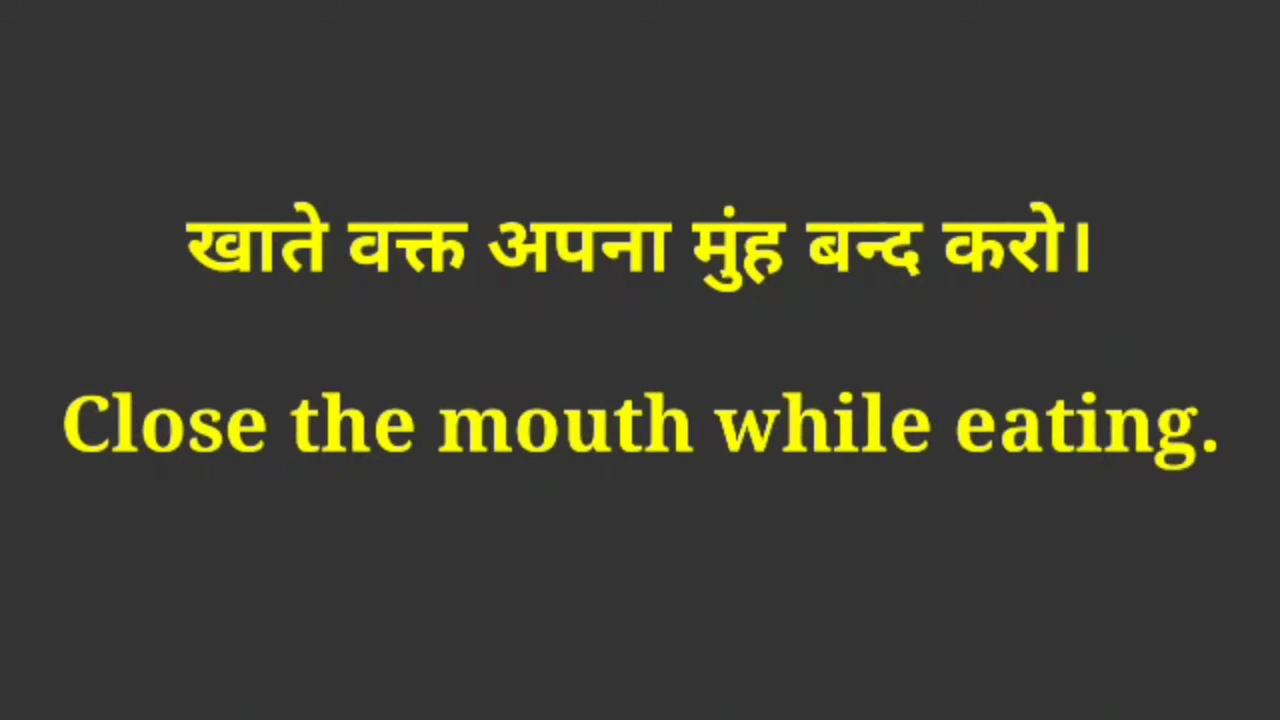 खाते वक्त अपना मुंह बन्द करो।
Close the mouth while eating.